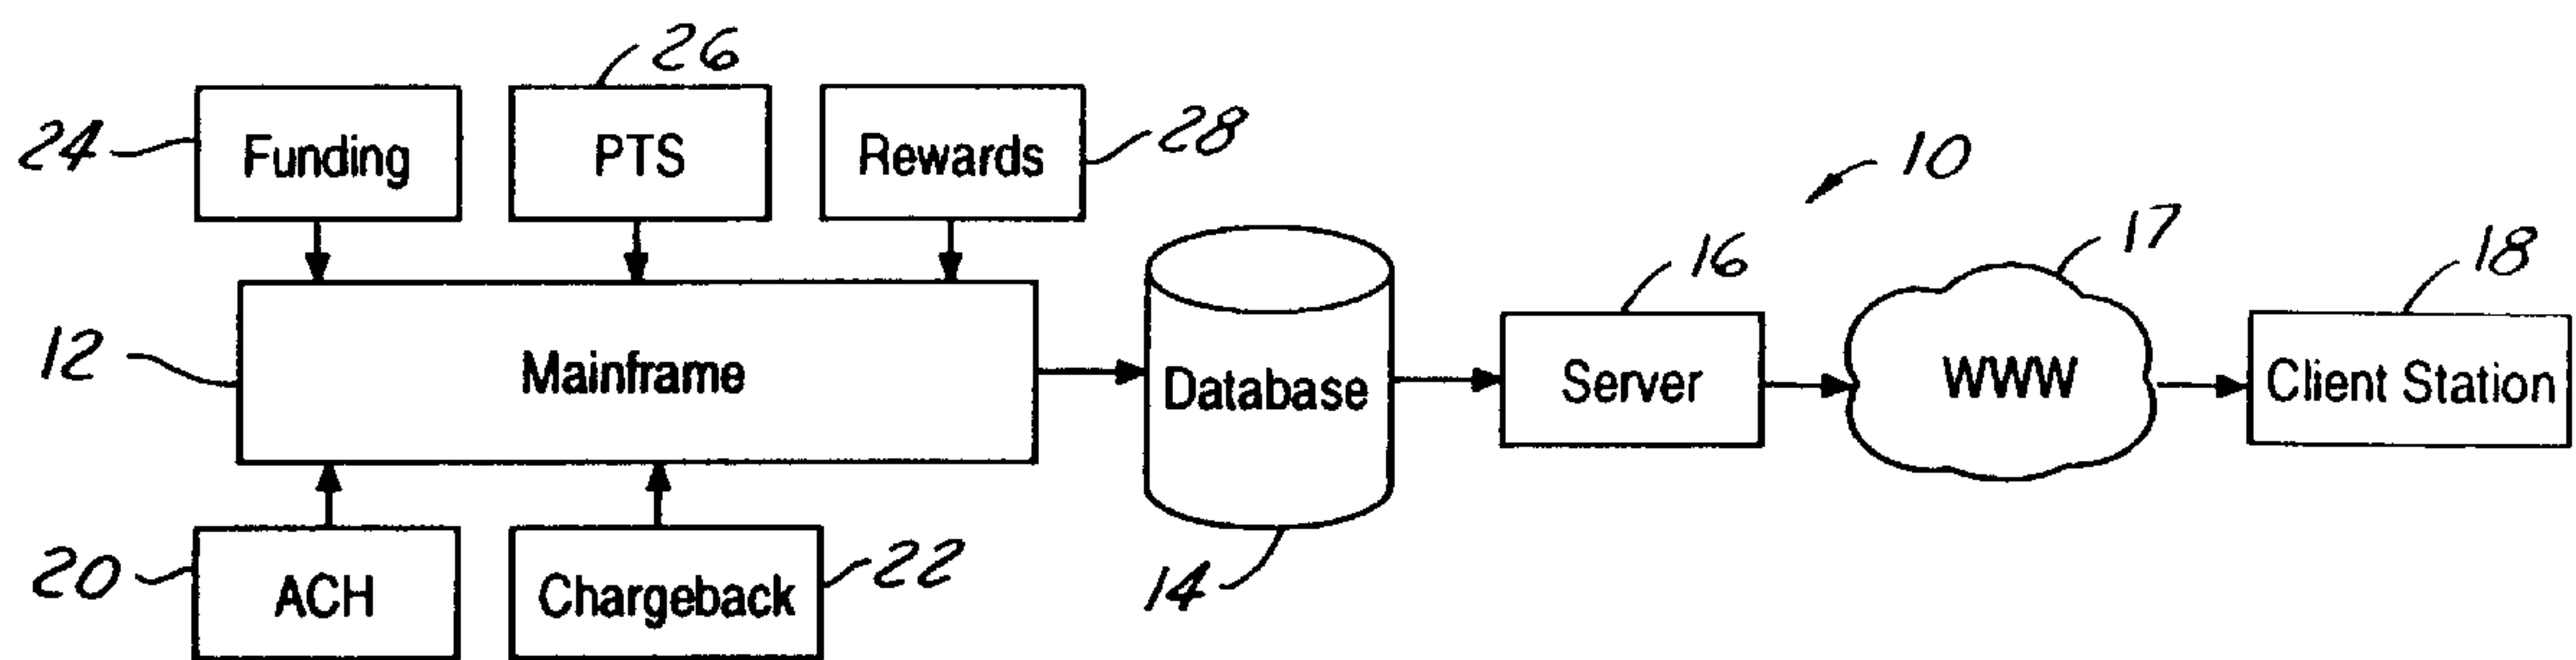 26
24 Funding PTS Rewards 28
10
17
16 18
12 Mainframe Database Server WWW Client Station
20 ACH Chargeback 22 14